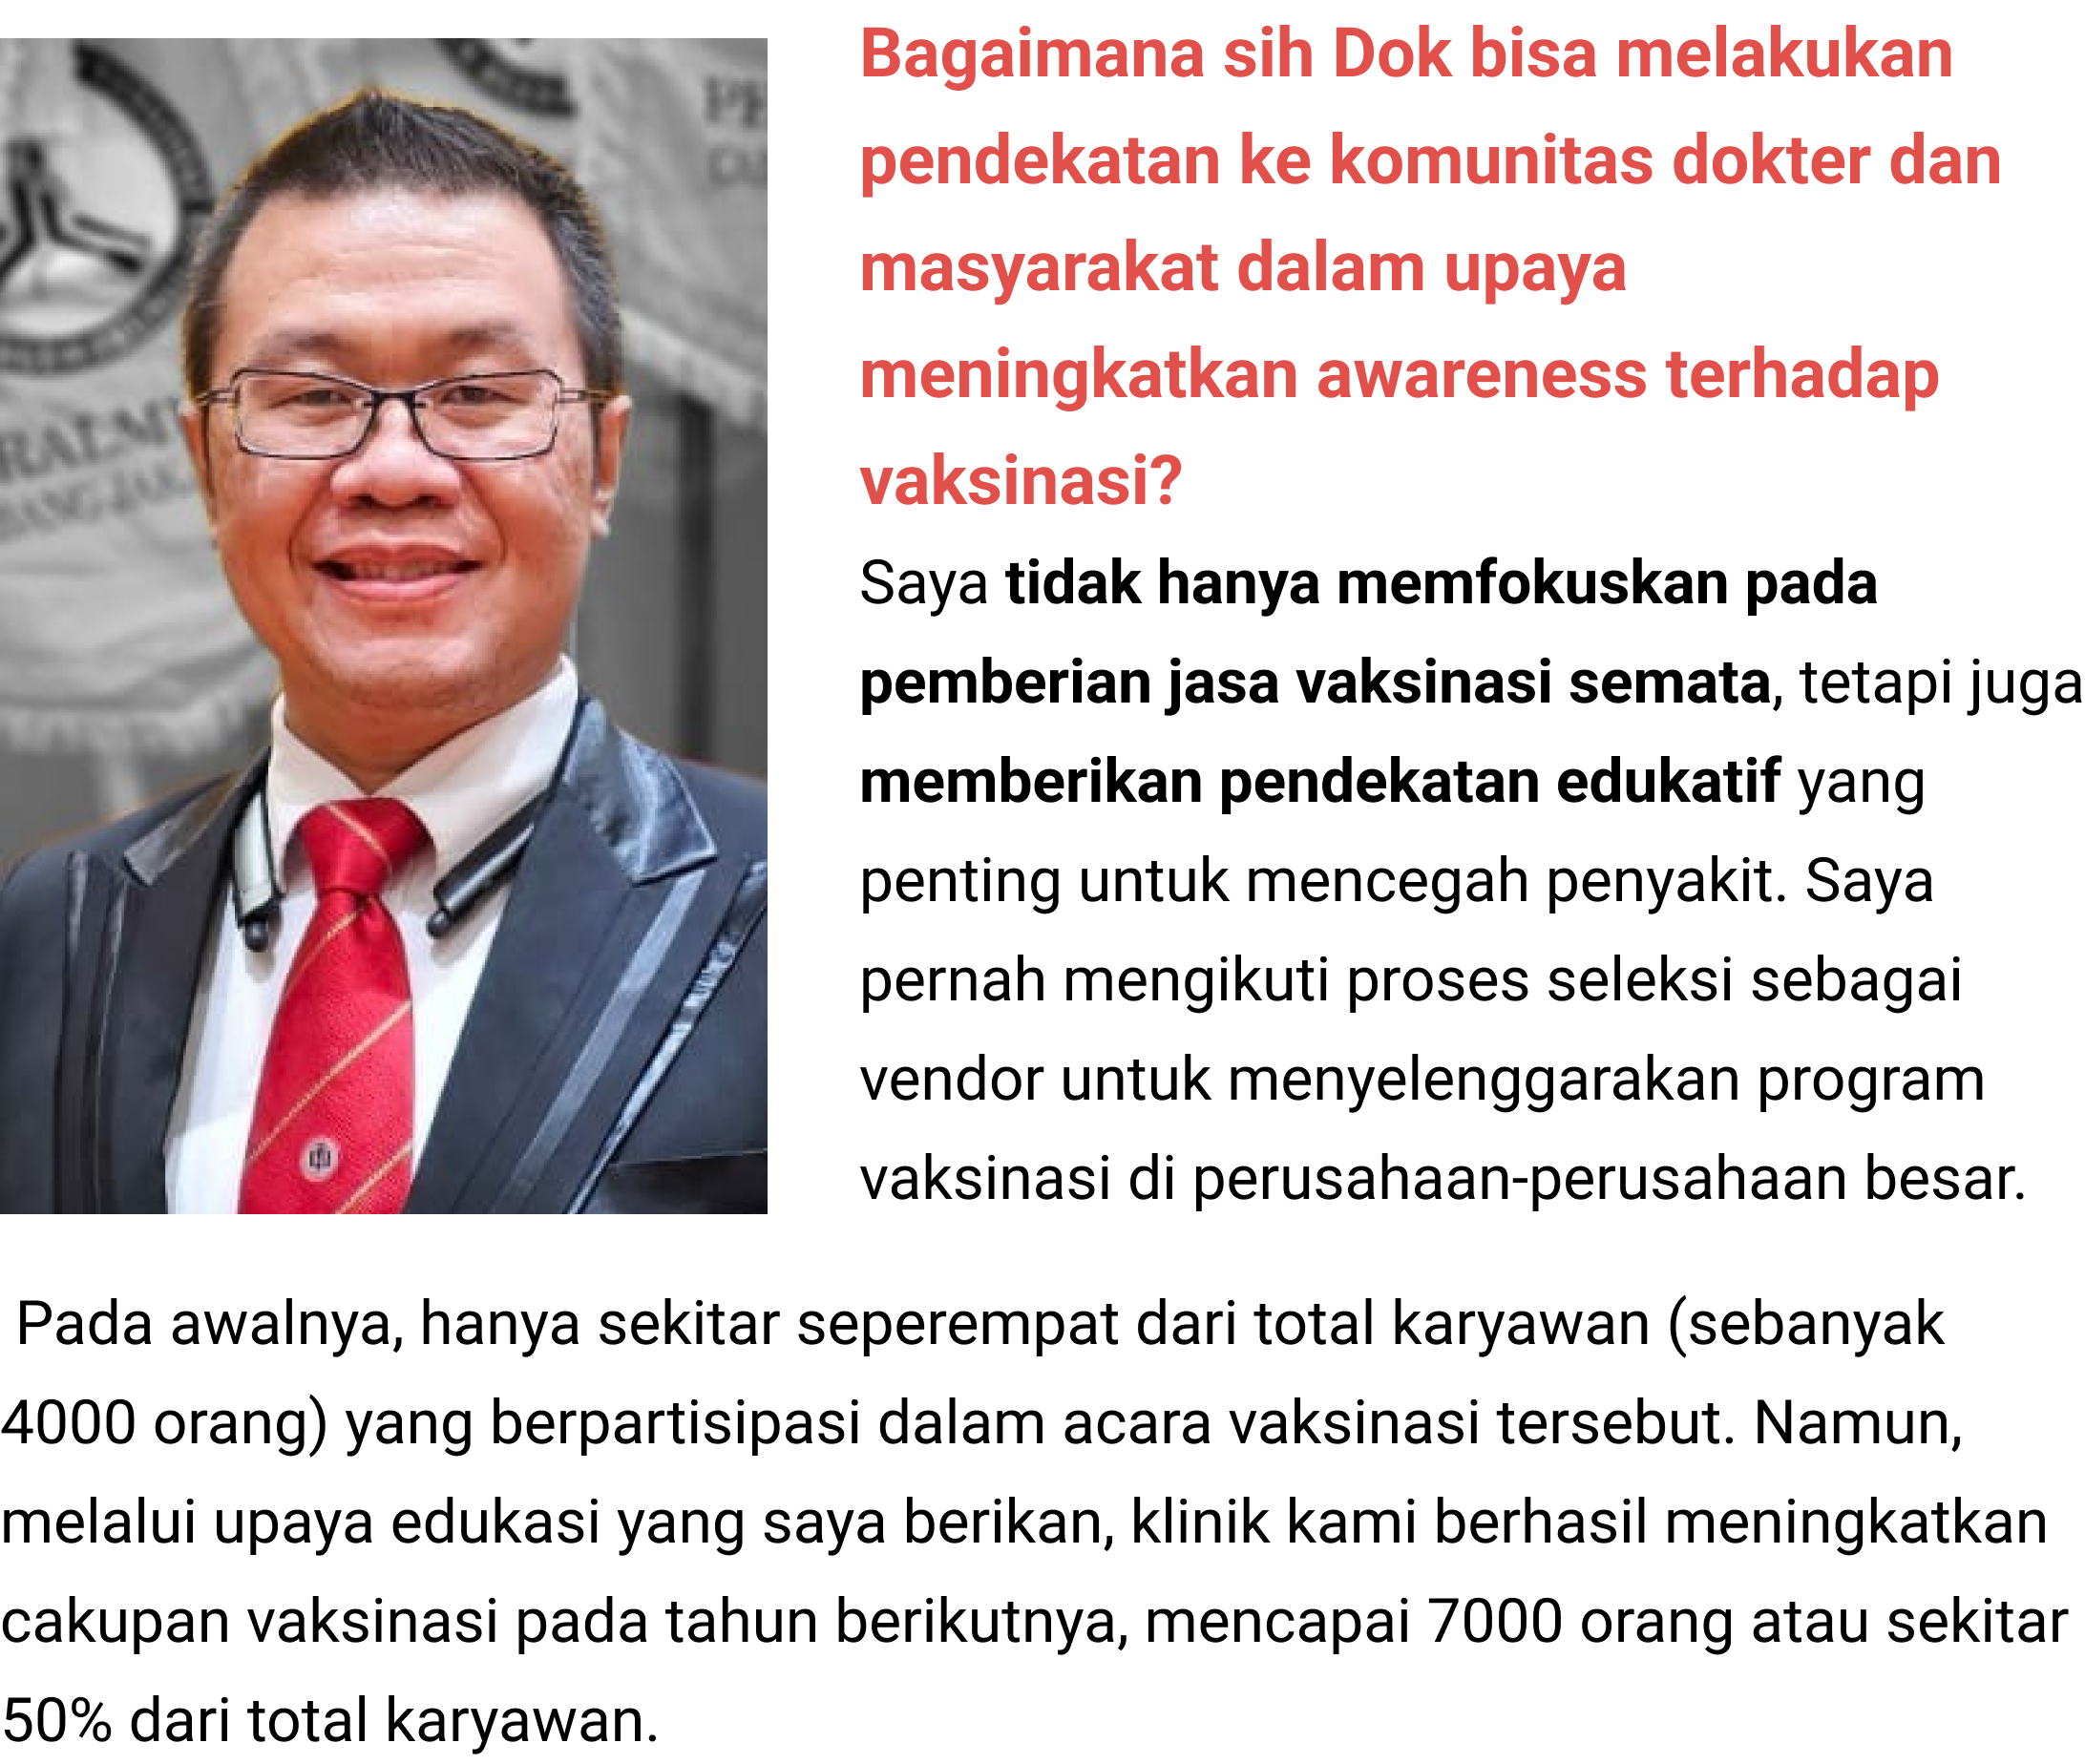 Bagaimana sih Dok bisa melakukan
pendekatan ke komunitas dokter dan
masyarakat dalam upaya
meningkatkan awareness terhadap
vaksinasi?
Saya tidak hanya memfokuskan pada
pemberian jasa vaksinasi semata, tetapi juga
memberikan pendekatan edukatif yang
penting untuk mencegah penyakit. Saya
pernah mengikuti proses seleksi sebagai
vendor untuk menyelenggarakan program
vaksinasi di perusahaan-perusahaan besar.
Pada awalnya, hanya sekitar seperempat dari total karyawan (sebanyak
4000 orang) yang berpartisipasi dalam acara vaksinasi tersebut. Namun,
melalui upaya edukasi yang saya berikan, klinik kami berhasil meningkatkan
cakupan vaksinasi pada tahun berikutnya, mencapai 7000 orang atau sekitar
50% dari total karyawan.